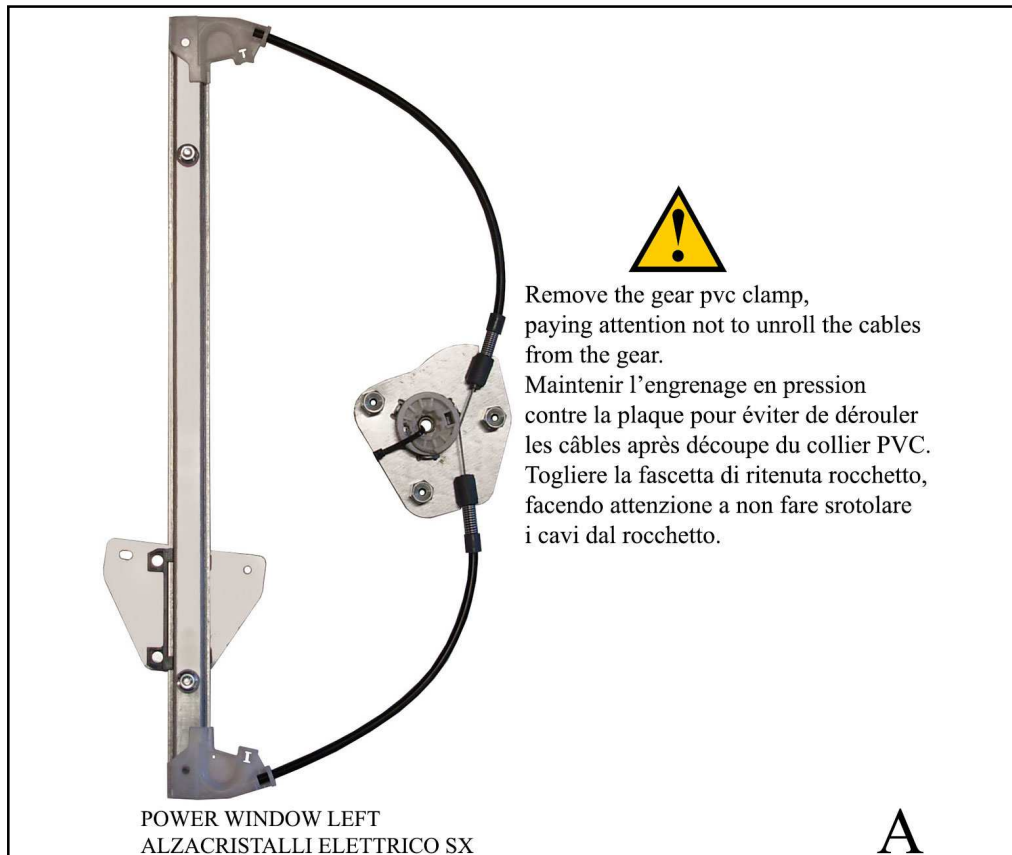 T
Remove the gear pvc clamp,
paying attention not to unroll the cables
from the gear.
Maintenir l’engrenage en pression
contre la plaque pour éviter de dérouler
les câbles après découpe du collier PVC.
Togliere la fascetta di ritenuta rocchetto,
facendo attenzione a non fare srotolare
i cavi dal rocchetto.
I
POWER WINDOW LEFT
ALZACRISTALLI ELETTRICO SX
A